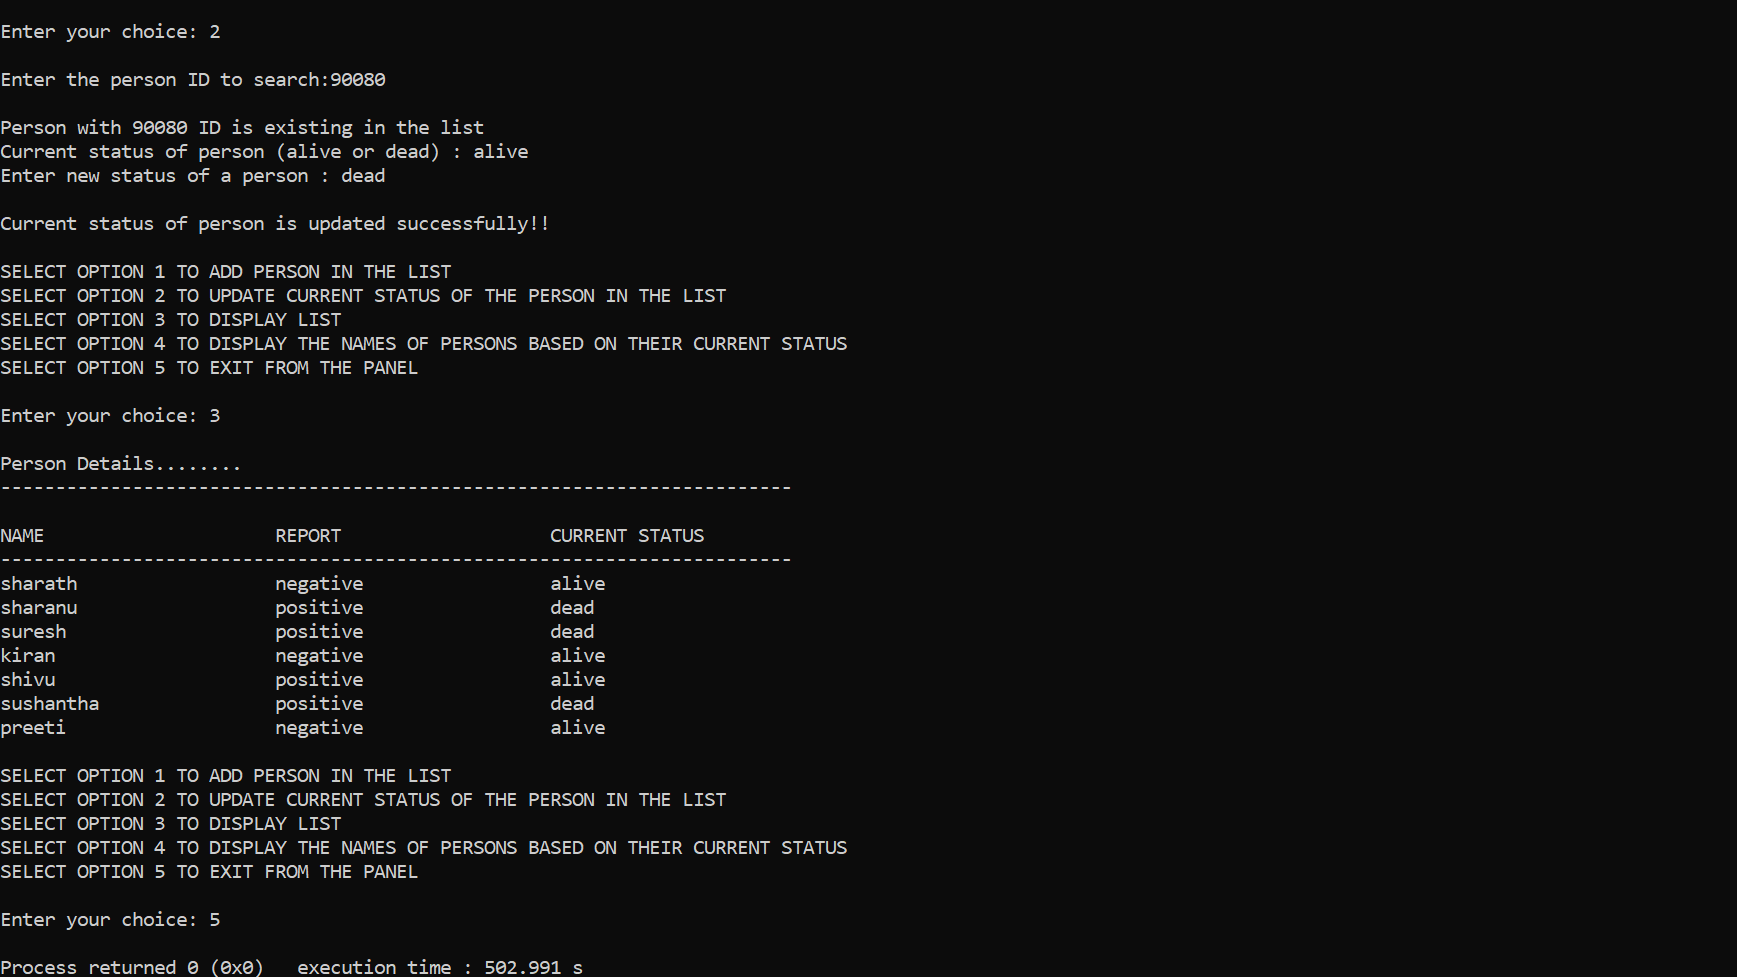 Enter your choice: 2
Enter the person ID to search:90080
Person with 90080 ID is existing in the list
Current status of person (alive or dead) : alive
Enter new status of a person : dead
Current status of person is updated successfully!!
SELECT OPTION 1 TO ADD PERSON IN THE LIST
SELECT OPTION 2 TO UPDATE CURRENT STATUS OF THE PERSON IN THE LIST
SELECT OPTION 3 TO DISPLAY LIST
SELECT OPTION 4 TO DISPLAY THE NAMES OF PERSONS BASED ON THEIR CURRENT STATUS
SELECT OPTION 5 TO EXIT FROM THE PANEL
Enter your choice: 3
Person Details........
------------------------------------------------------------------------
NAME                     REPORT                   CURRENT STATUS
------------------------------------------------------------------------
sharath                  negative                 alive
sharanu                  positive                 dead
suresh                   positive                 dead
kiran                    negative                 alive
shivu                    positive                 alive
sushantha                positive                 dead
preeti                   negative                 alive
SELECT OPTION 1 TO ADD PERSON IN THE LIST
SELECT OPTION 2 TO UPDATE CURRENT STATUS OF THE PERSON IN THE LIST
SELECT OPTION 3 TO DISPLAY LIST
SELECT OPTION 4 TO DISPLAY THE NAMES OF PERSONS BASED ON THEIR CURRENT STATUS
SELECT OPTION 5 TO EXIT FROM THE PANEL
Enter your choice: 5
Process returned 0 (0x0)   execution time : 502.991 s